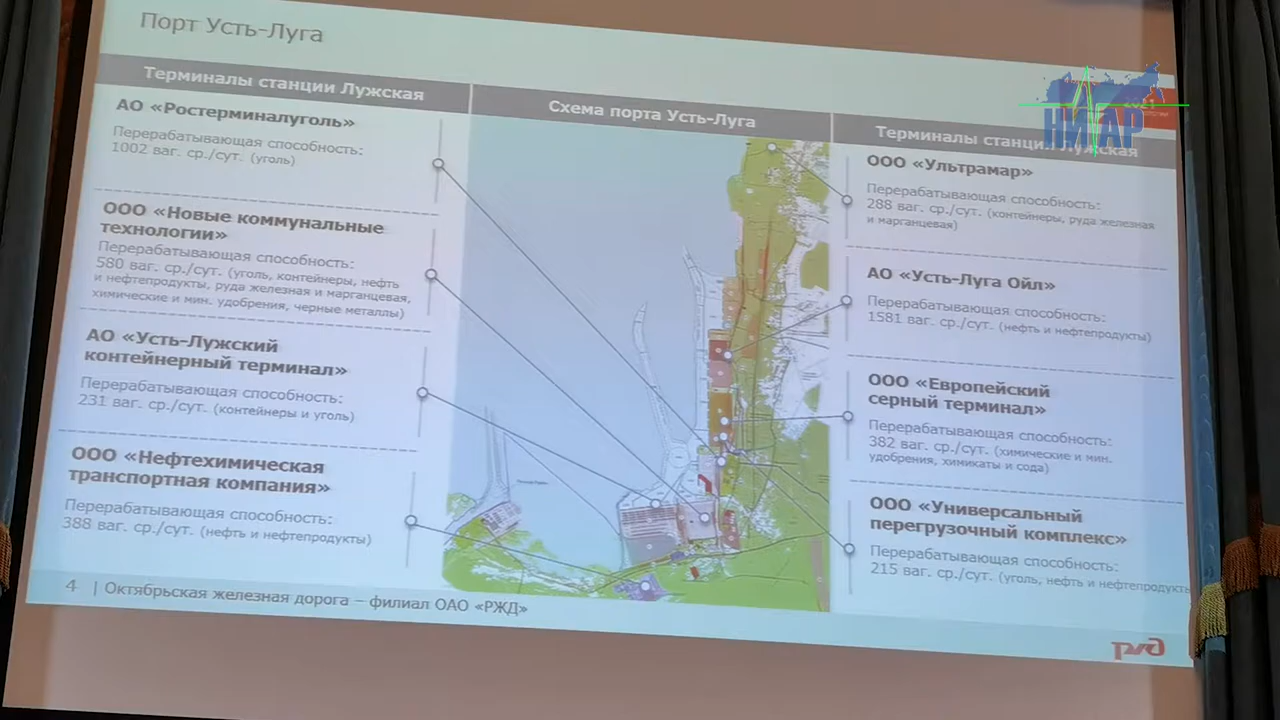 Порт Усть-Луга
Терминалы станции Лужская
АО «Ростерминалуголь»
Перерабатывающая способность:
1002 ваг. ср./сут. (уголь)
ООО «Новые коммунальные
технологии»
Перерабатывающая способность:
580 ваг. ср./сут. (уголь, контейнеры, нефть
и нефтепродукты, руда железная и марганцевая,
химические и мин. удобрения, черные металлы)
АО «Усть-Лужский
контейнерный терминал»
Перерабатывающая способность:
231 ваг. ср./сут. (контейнеры и уголь)
ООО «Нефтехимическая
транспортная компания»
Перерабатывающая способность:
388 ваг. ср./сут. (нефть и нефтепродукты)
Схема порта Усть-Луга
Терминалы станции Лужская
ООО «Ультрамар»
Перерабатывающая способность:
288 ваг. ср./сут. (контейнеры, руда железная
и марганцевая)
АО «Усть-Луга Ойл»
Перерабатывающая способность:
1581 ваг. ср./сут. (нефть и нефтепродукты)
ООО «Европейский
серный терминал»
Перерабатывающая способность:
382 ваг. ср./сут. (химические и мин.
удобрения, химикаты и сода)
ООО «Универсальный
перегрузочный комплекс»
Перерабатывающая способность:
215 ваг. ср./сут. (уголь, нефть и нефтепродукты
4 | Октябрьская железная дорога – филиал ОАО «РЖД»
РЖД